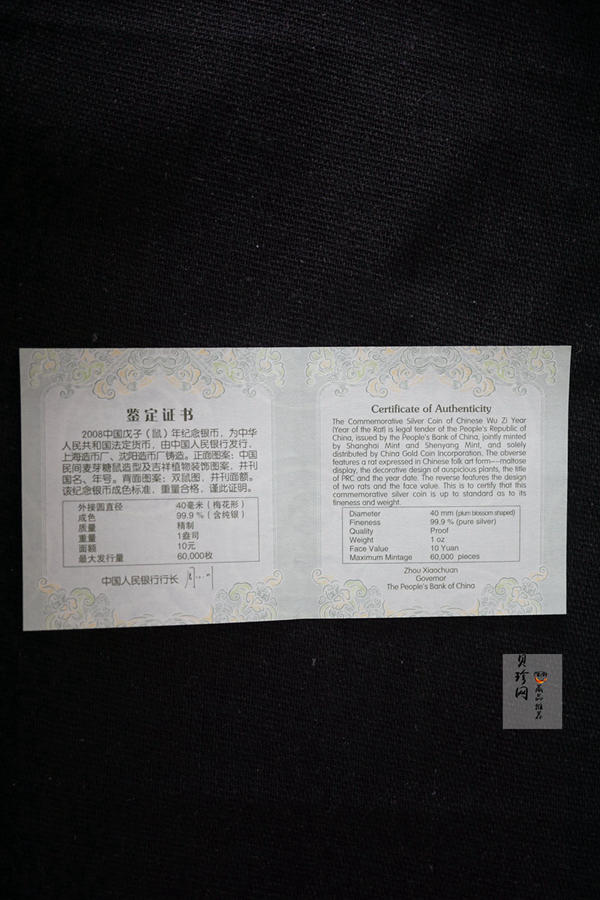 鉴定证书
2008中国戊子（鼠）年纪念银币，为中华
人民共和国法定货币，由中国人民银行发行，
上海造币厂、沈阳造币厂铸造。正面图案：中国
民间麦芽糖鼠造型及吉祥植物装饰图案，并刊
国名、年号。背面图案：双鼠图，并刊面额。
该纪念银币成色标准，重量合格，谨此证明。
外接圆直径 40毫米（梅花形）
成色 99.9 %（含纯银）
质量 精制
重量 1盎司
面额 10元
最大发行量 60,000枚
中国人民银行行长
Certificate of Authenticity
The Commemorative Silver Coin of Chinese Wu Zi Year
(Year of the Rat) is legal tender of the People's Republic of
China, issued by the People's Bank of China, jointly minted
by Shanghai Mint and Shenyang Mint, and solely
distributed by China Gold Coin Incorporation. The obverse
features a rat expressed in Chinese folk art form—maltose
display, the decorative design of auspicious plants, the title
of PRC and the year date. The reverse features the design
of two rats and the face value. This is to certify that this
commemorative silver coin is up to standard as to its
fineness and weight.
Diameter 40 mm (plum blossom shaped)
Fineness 99.9 % (pure silver)
Quality Proof
Weight 1 oz
Face Value 10 Yuan
Maximum Mintage 60,000 pieces
Zhou Xiaochuan
Governor
The People's Bank of China
贝珍网
藏品推荐